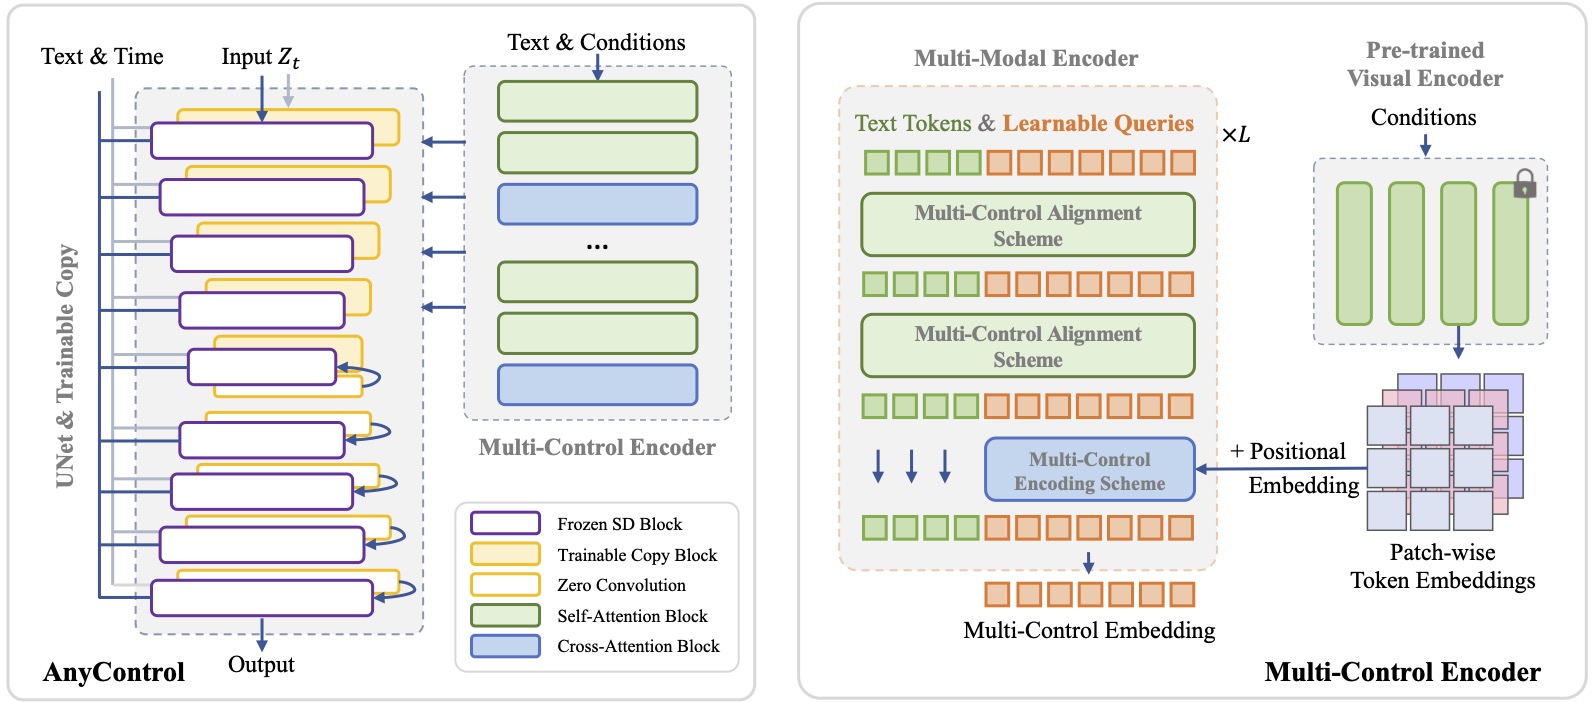 Text & Time
Input Z_t
Text & Conditions
UNet & Trainable Copy
...
Multi-Control Encoder
Frozen SD Block
Trainable Copy Block
Zero Convolution
Self-Attention Block
Cross-Attention Block
Output
AnyControl
Multi-Modal Encoder
Text Tokens & Learnable Queries
×L
Multi-Control Alignment
Scheme
Multi-Control Alignment
Scheme
Multi-Control
Encoding Scheme
Multi-Control Embedding
Pre-trained
Visual Encoder
Conditions
+ Positional
Embedding
Patch-wise
Token Embeddings
Multi-Control Encoder